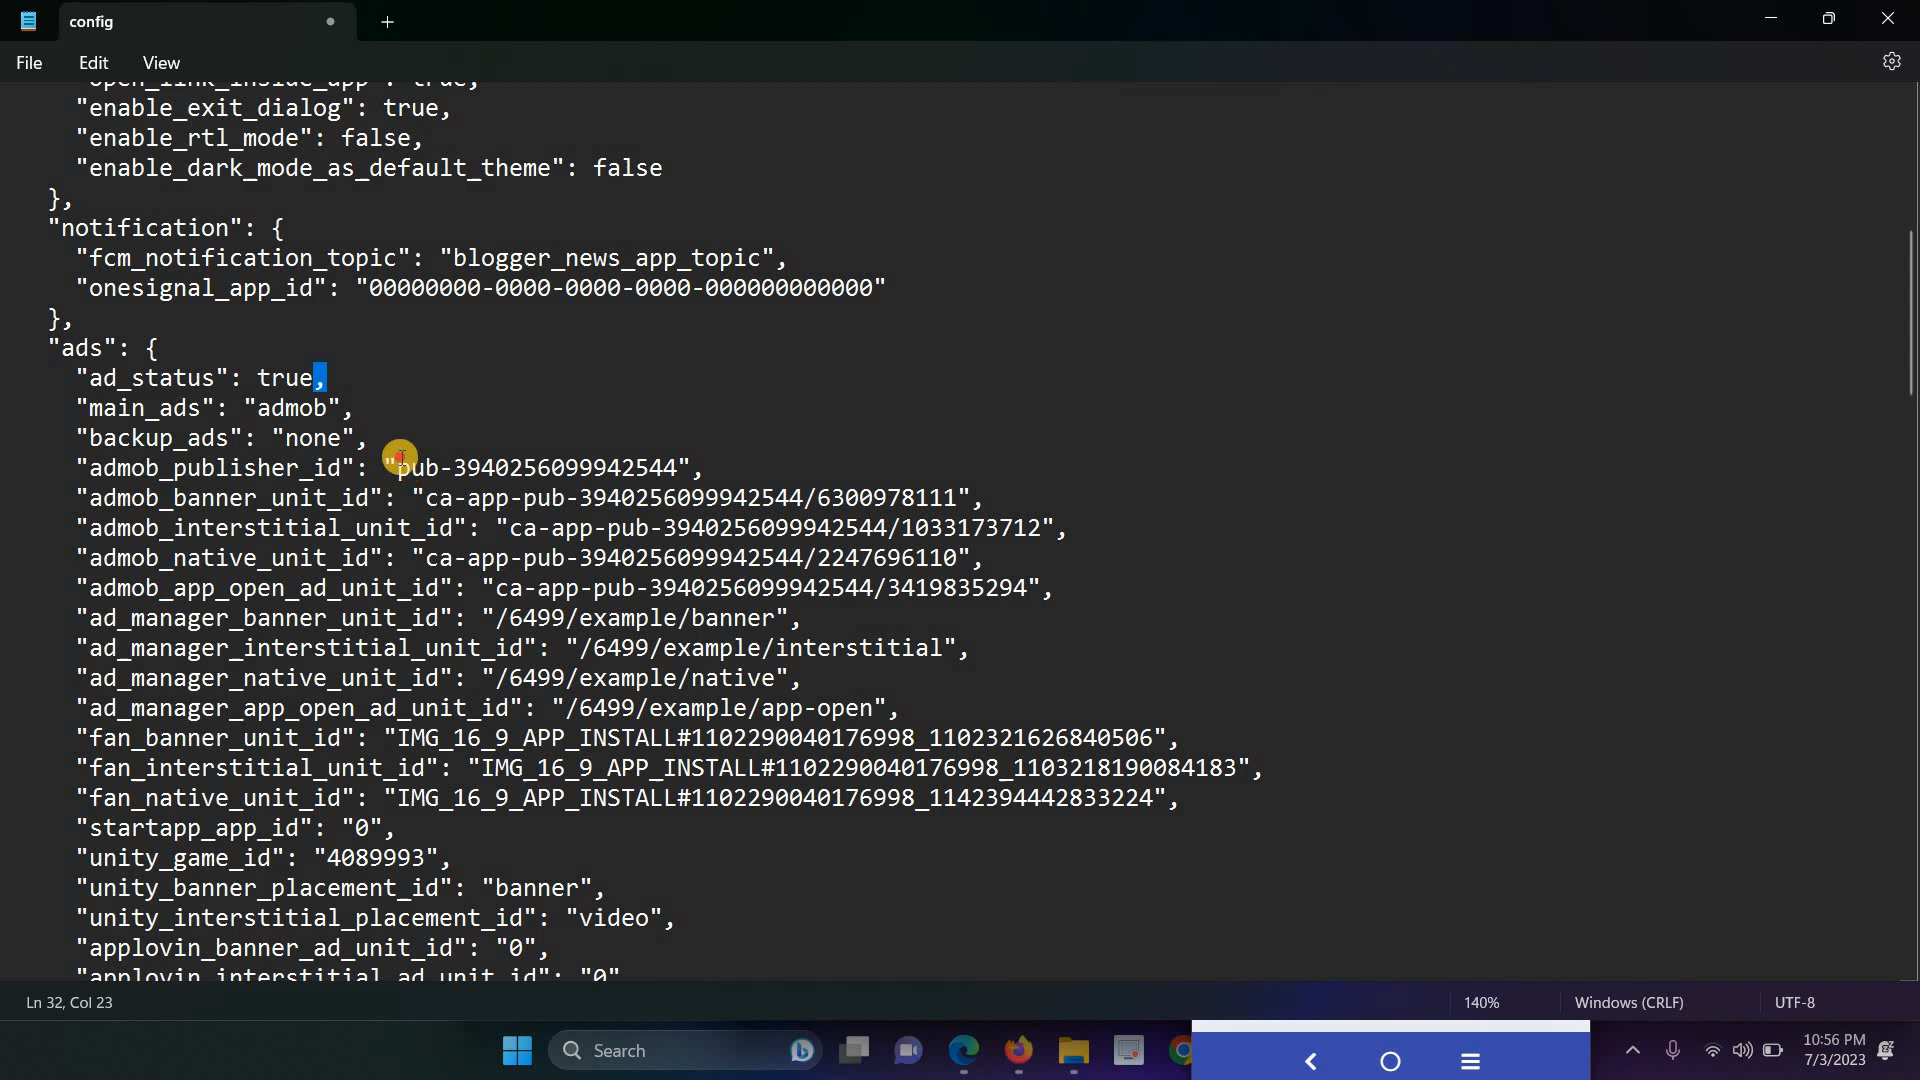 config
File
Edit
View
"open_link_inside_app": true,
"enable_exit_dialog": true,
"enable_rtl_mode": false,
"enable_dark_mode_as_default_theme": false
},
"notification": {
"fcm_notification_topic": "blogger_news_app_topic",
"onesignal_app_id": "00000000-0000-0000-0000-000000000000"
},
"ads": {
"ad_status": true,
"main_ads": "admob",
"backup_ads": "none",
"admob_publisher_id": "pub-3940256099942544",
"admob_banner_unit_id": "ca-app-pub-3940256099942544/6300978111",
"admob_interstitial_unit_id": "ca-app-pub-3940256099942544/1033173712",
"admob_native_unit_id": "ca-app-pub-3940256099942544/2247696110",
"admob_app_open_ad_unit_id": "ca-app-pub-3940256099942544/3419835294",
"ad_manager_banner_unit_id": "/6499/example/banner",
"ad_manager_interstitial_unit_id": "/6499/example/interstitial",
"ad_manager_native_unit_id": "/6499/example/native",
"ad_manager_app_open_ad_unit_id": "/6499/example/app-open",
"fan_banner_unit_id": "IMG_16_9_APP_INSTALL#1102290040176998_1102321626840506",
"fan_interstitial_unit_id": "IMG_16_9_APP_INSTALL#1102290040176998_1103218190084183",
"fan_native_unit_id": "IMG_16_9_APP_INSTALL#1102290040176998_1142394442833224",
"startapp_app_id": "0",
"unity_game_id": "4089993",
"unity_banner_placement_id": "banner",
"unity_interstitial_placement_id": "video",
"applovin_banner_ad_unit_id": "0",
"applovin_interstitial_ad_unit_id": "0"
Ln 32, Col 23
140%
Windows (CRLF)
UTF-8
Search
10:56 PM
7/3/2023